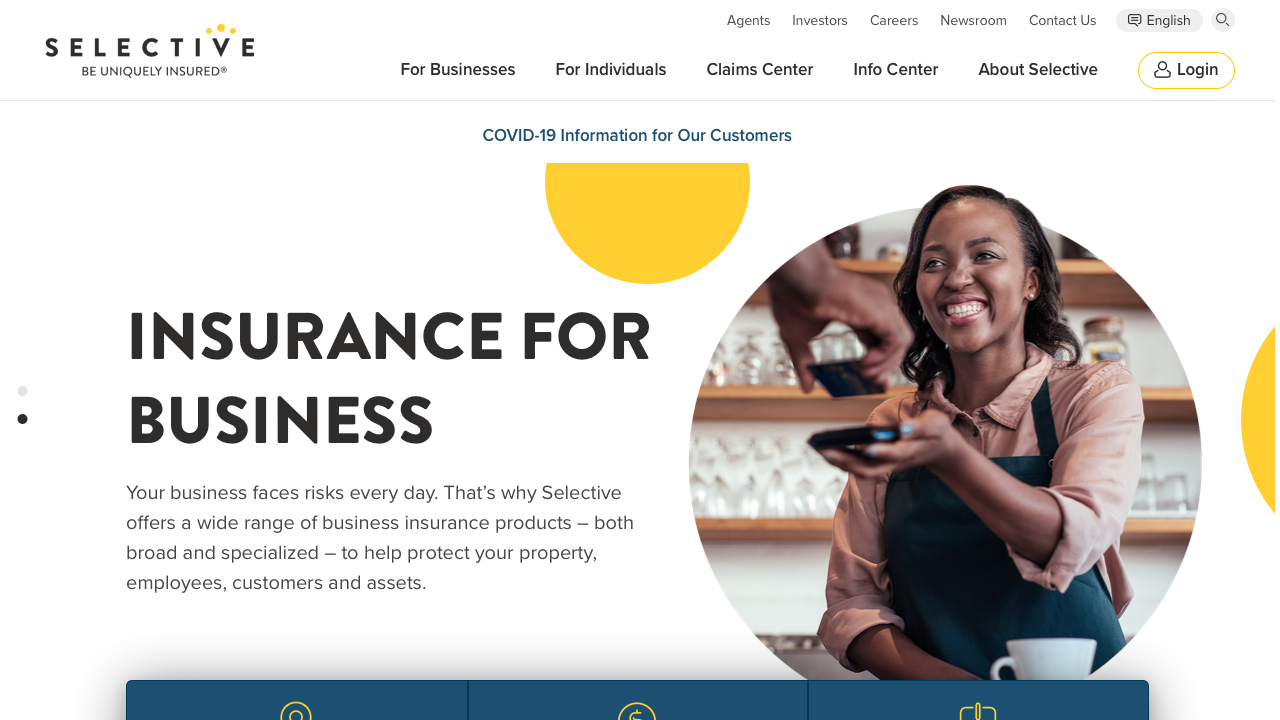 Agents Investors Careers Newsroom Contact Us English
SELECTIVE
BE UNIQUELY INSURED®
For Businesses For Individuals Claims Center Info Center About Selective Login
COVID-19 Information for Our Customers
INSURANCE FOR
BUSINESS
Your business faces risks every day. That’s why Selective
offers a wide range of business insurance products – both
broad and specialized – to help protect your property,
employees, customers and assets.